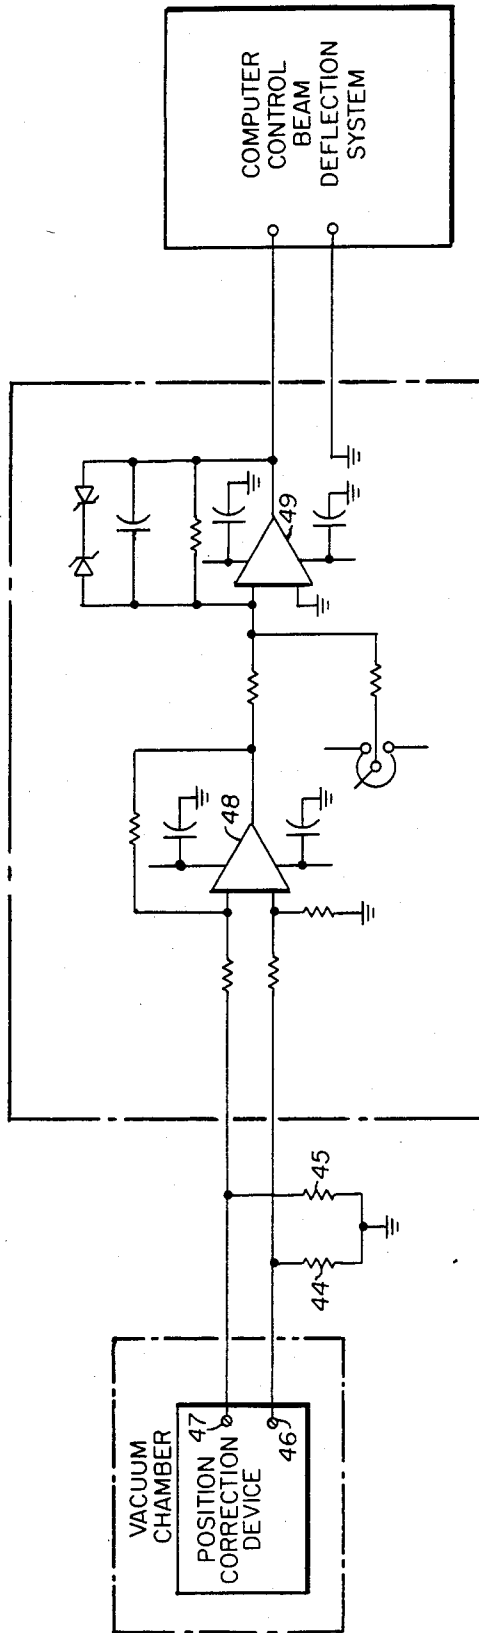 VACUUM
CHAMBER
POSITION
CORRECTION
DEVICE
47
46
45
44
48
49
COMPUTER
CONTROL
BEAM
DEFLECTION
SYSTEM